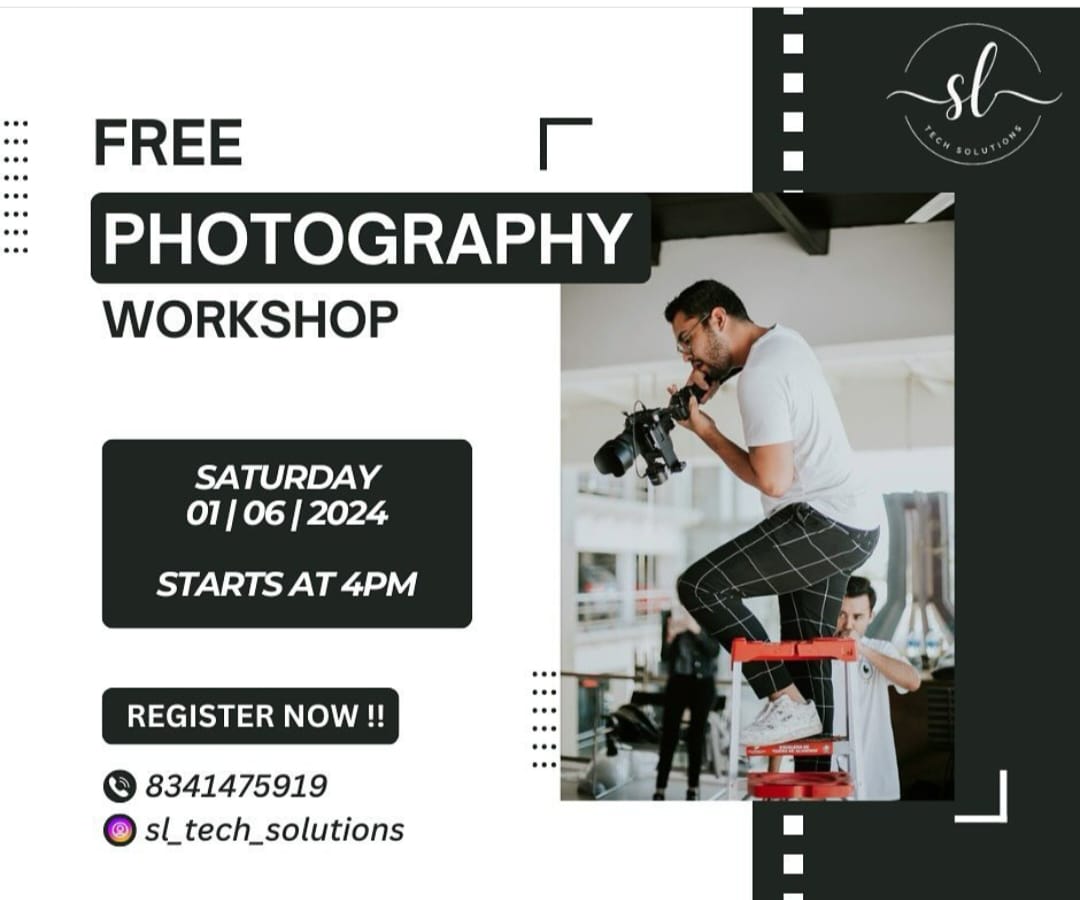 sl
TECH SOLUTIONS
FREE
PHOTOGRAPHY
WORKSHOP
SATURDAY
01 | 06 | 2024
STARTS AT 4PM
REGISTER NOW !!
8341475919
sl_tech_solutions